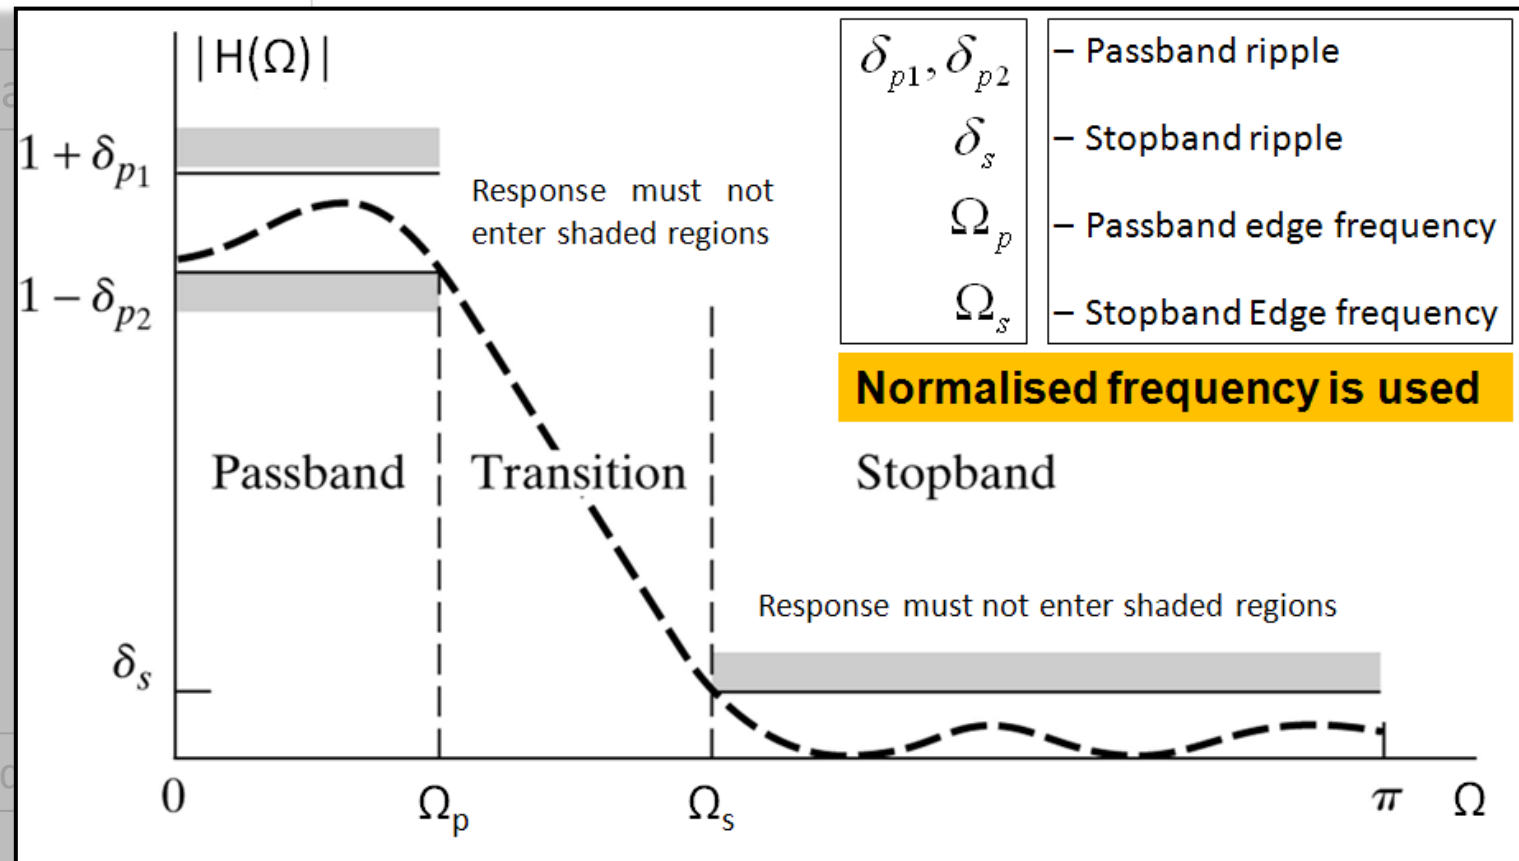 |H(Ω)|
δp1, δp2 – Passband ripple
δs – Stopband ripple
Ωp – Passband edge frequency
Ωs – Stopband Edge frequency
Normalised frequency is used
1 + δp1
Response must not
enter shaded regions
1 − δp2
Passband
Transition
Stopband
Response must not enter shaded regions
δs
0
Ωp
Ωs
π
Ω